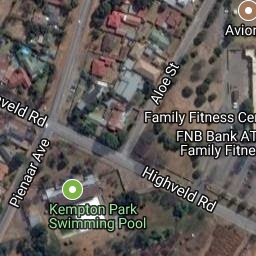 Avion
Aloe St
Family Fitness Cen
FNB Bank AT
Family Fitne
veld Rd
Pienaar Ave
Highveld Rd
Kempton Park
Swimming Pool